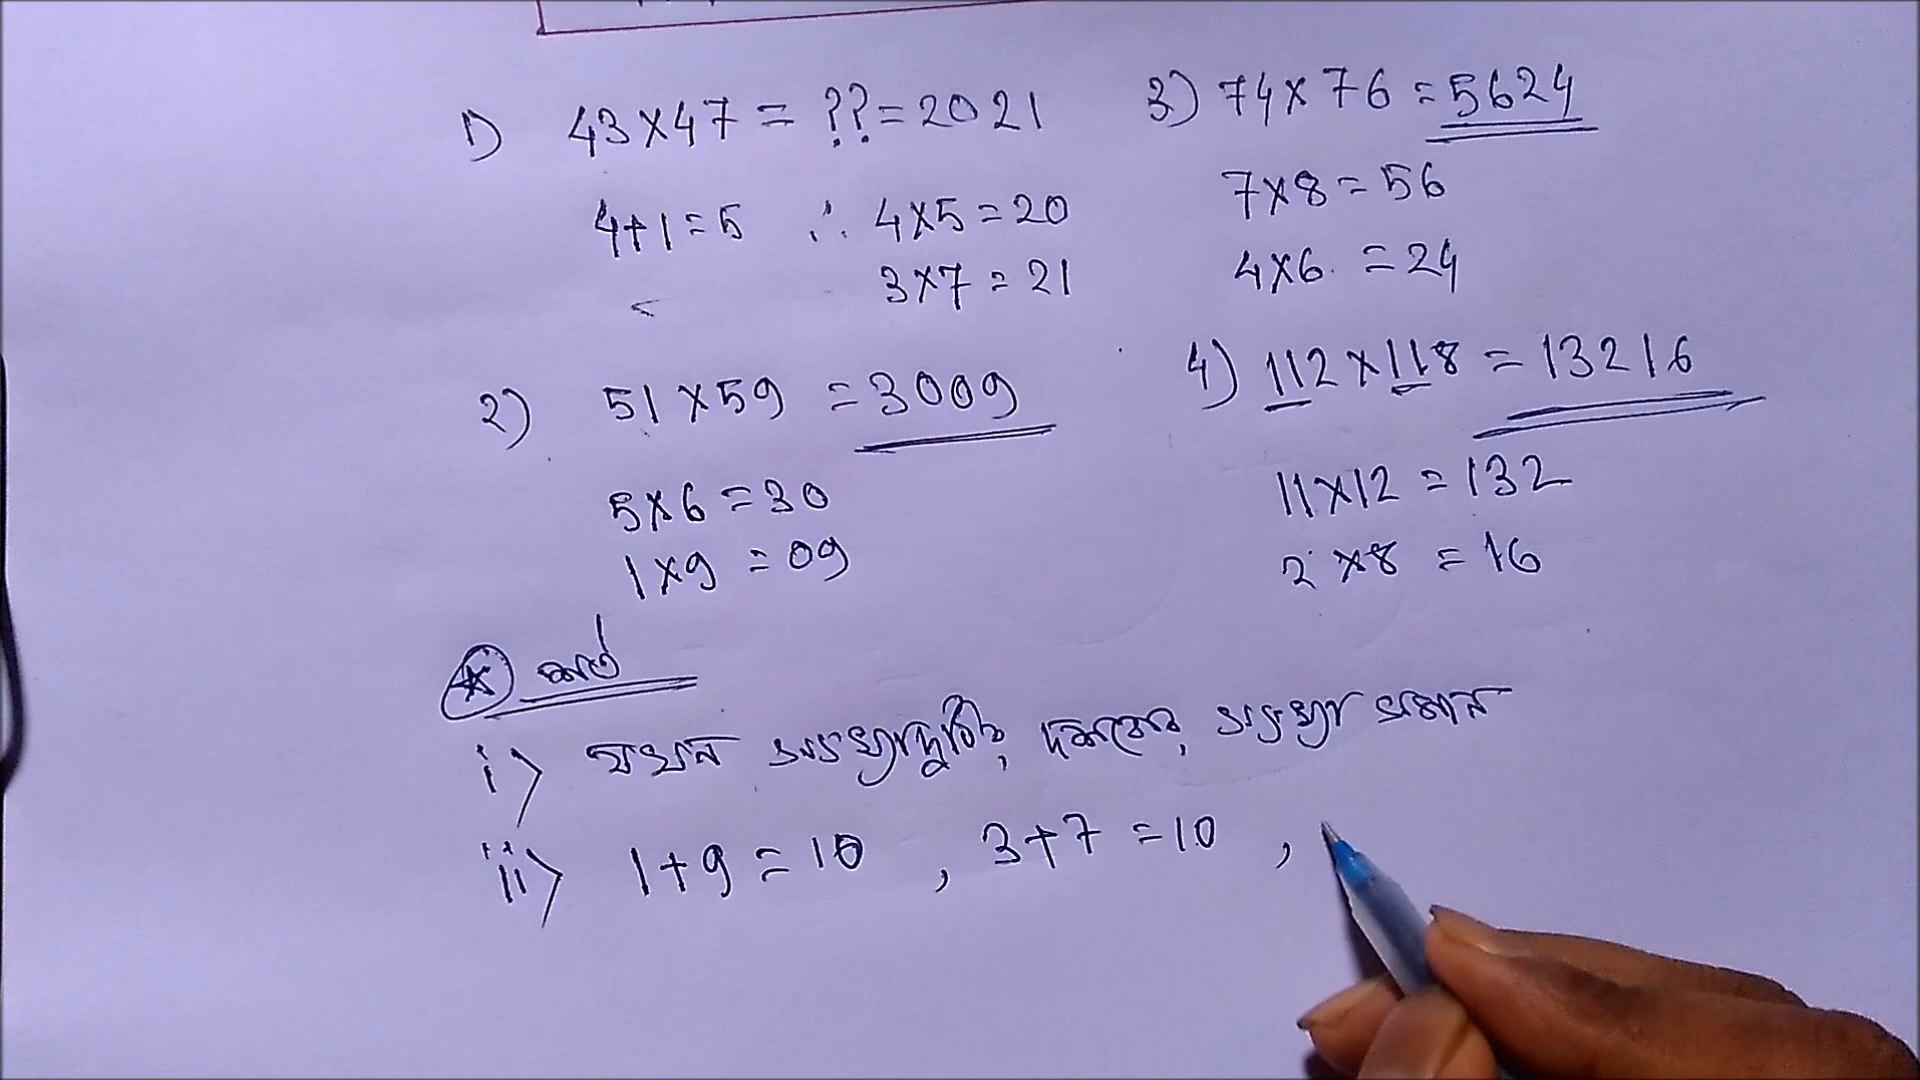 1) 43×47 = ??=2021
4+1=5 ∴ 4×5=20
3×7=21
2) 51×59 =3009
5×6=30
1×9=09
3) 74×76=5624
7×8=56
4×6=24
4) 112×118=13216
11×12=132
2×8=16
শর্ত
i> যখন সংখ্যাদুটির, দশকের, সংখ্যা সমান
ii> 1+9=10 , 3+7=10 ,